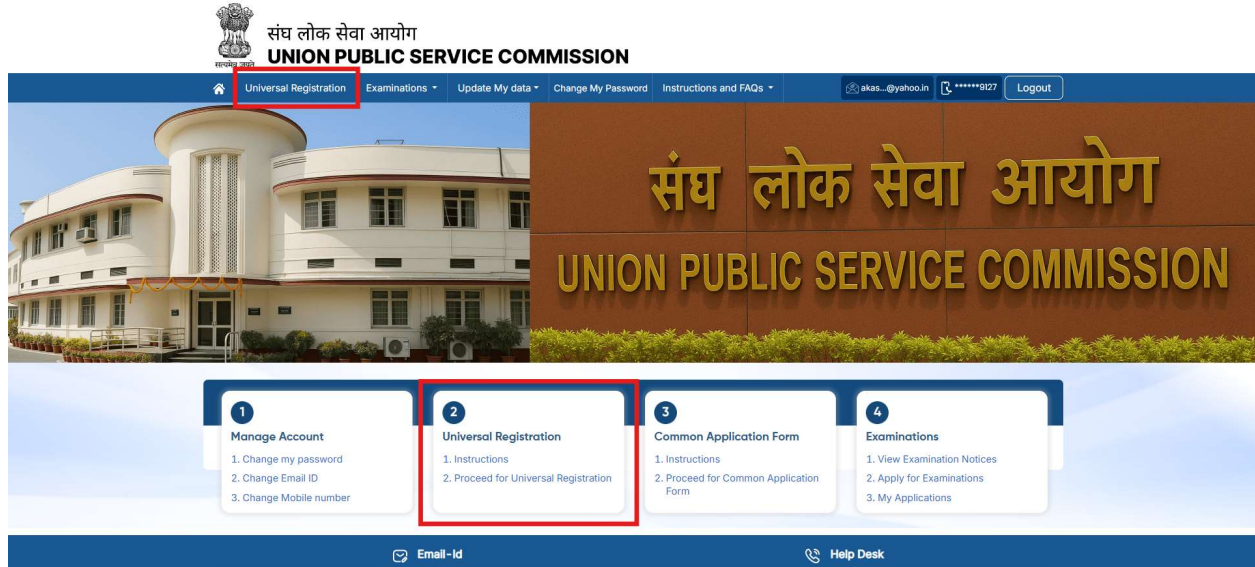 संघ लोक सेवा आयोग
UNION PUBLIC SERVICE COMMISSION
सत्यमेव जयते
Universal Registration Examinations Update My data Change My Password Instructions and FAQs akas...@yahoo.in ******9127 Logout
संघ लोक सेवा आयोग
UNION PUBLIC SERVICE COMMISSION
1
Manage Account
1. Change my password
2. Change Email ID
3. Change Mobile number
2
Universal Registration
1. Instructions
2. Proceed for Universal Registration
3
Common Application Form
1. Instructions
2. Proceed for Common Application
Form
4
Examinations
1. View Examination Notices
2. Apply for Examinations
3. My Applications
Email-Id
Help Desk